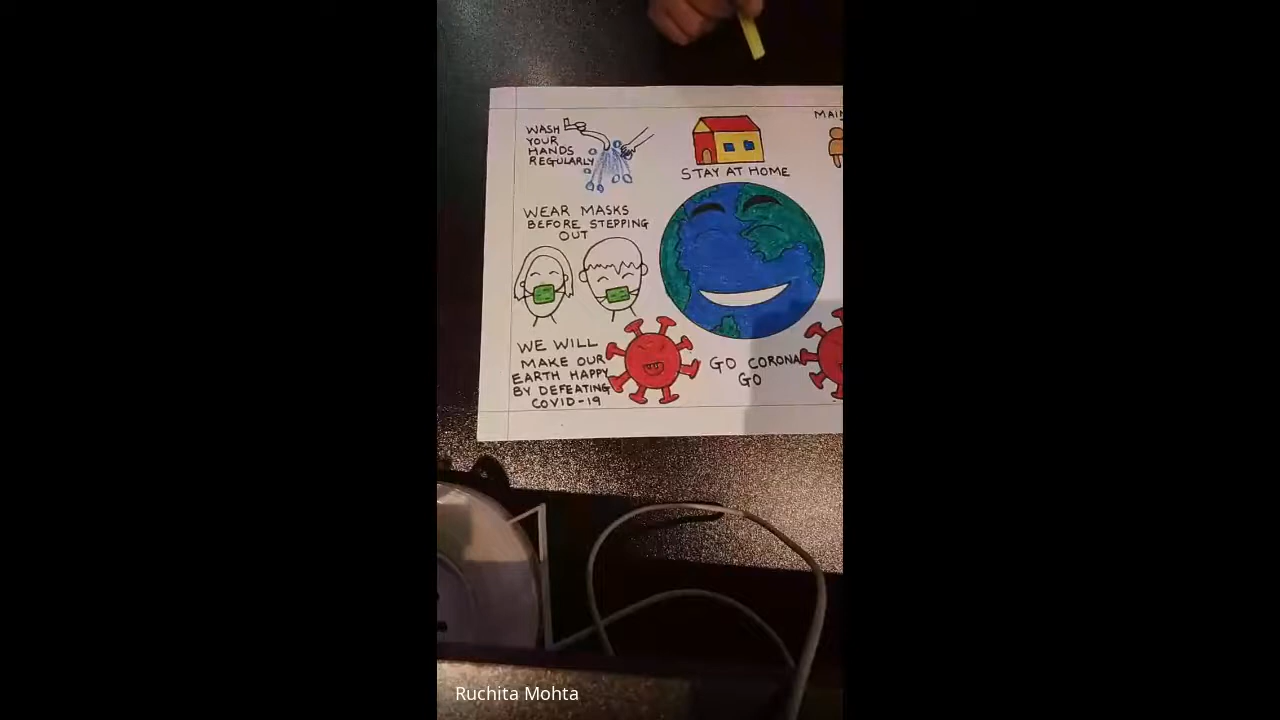 WASH
YOUR
HANDS
REGULARLY
STAY AT HOME
WEAR MASKS
BEFORE STEPPING
OUT
WE WILL
MAKE OUR
EARTH HAPPY
BY DEFEATING
COVID-19
GO CORONA
GO
Ruchita Mohta